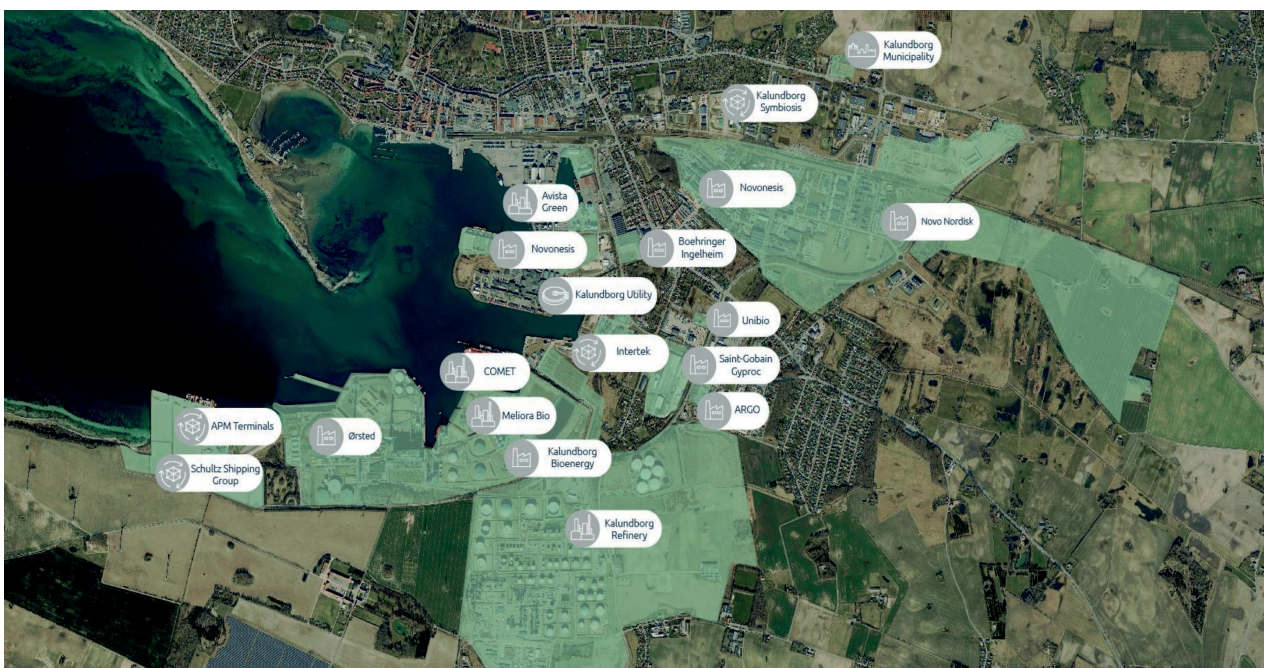 Kalundborg
Municipality
Kalundborg
Symbiosis
Avista
Green
Novonesis
Novo Nordisk
Novonesis
Boehringer
Ingelheim
Kalundborg Utility
Unibio
Intertek
Saint-Gobain
Gyproc
COMET
Meliora Bio
ARGO
APM Terminals
Ørsted
Kalundborg
Bioenergy
Schultz Shipping
Group
Kalundborg
Refinery